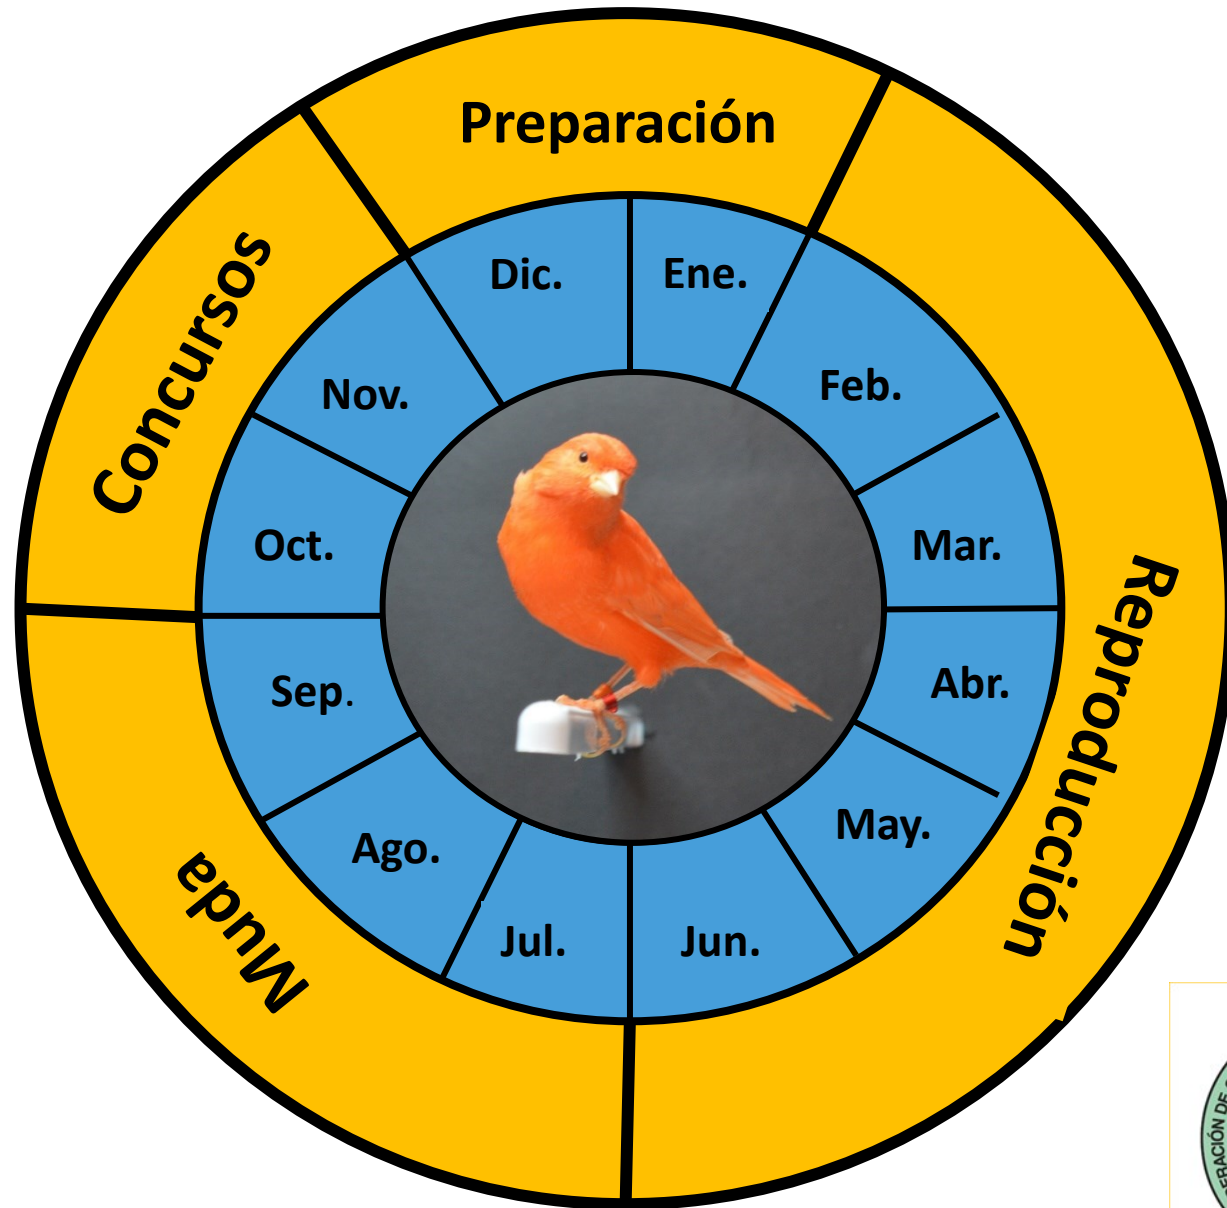 Preparación
Concursos
Reproducción
Muda
Dic.
Ene.
Feb.
Mar.
Abr.
May.
Jun.
Jul.
Ago.
Sep.
Oct.
Nov.